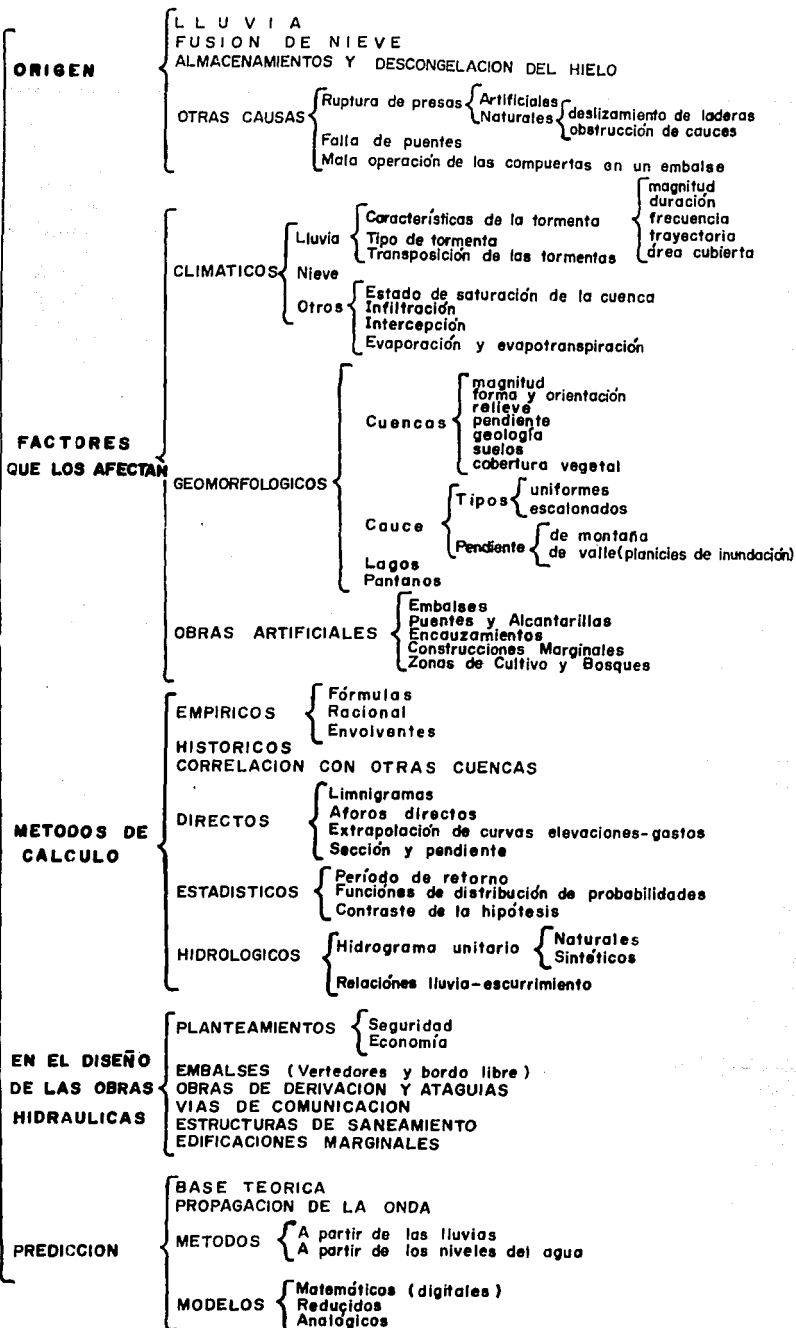 ORIGEN
L L U V I A
FUSION DE NIEVE
ALMACENAMIENTOS Y DESCONGELACION DEL HIELO
OTRAS CAUSAS
Ruptura de presas
Artificiales
Naturales
deslizamiento de laderas
obstrucción de cauces
Falla de puentes
Mala operación de las compuertas en un embalse
FACTORES
QUE LOS AFECTAN
CLIMATICOS
Lluvia
Características de la tormenta
magnitud
duración
frecuencia
trayectoria
área cubierta
Tipo de tormenta
Transposición de las tormentas
Nieve
Otros
Estado de saturación de la cuenca
Infiltración
Intercepción
Evaporación y evapotranspiración
GEOMORFOLOGICOS
Cuencas
magnitud
forma y orientación
relieve
pendiente
geología
suelos
cobertura vegetal
Cauce
Tipos
uniformes
escalonados
Pendiente
de montaña
de valle (planicies de inundación)
Lagos
Pantanos
OBRAS ARTIFICIALES
Embalses
Puentes y Alcantarillas
Encauzamientos
Construcciones Marginales
Zonas de Cultivo y Bosques
METODOS DE
CALCULO
EMPIRICOS
Fórmulas
Racional
Envolventes
HISTORICOS
CORRELACION CON OTRAS CUENCAS
DIRECTOS
Limnigramas
Aforos directos
Extrapolación de curvas elevaciones-gastos
Sección y pendiente
ESTADISTICOS
Período de retorno
Funciónes de distribución de probabilidades
Contraste de la hipótesis
HIDROLOGICOS
Hidrograma unitario
Naturales
Sintéticos
Relaciónes lluvia-escurrimiento
EN EL DISEÑO
DE LAS OBRAS
HIDRAULICAS
PLANTEAMIENTOS
Seguridad
Economía
EMBALSES (Vertedores y bordo libre)
OBRAS DE DERIVACION Y ATAGUIAS
VIAS DE COMUNICACION
ESTRUCTURAS DE SANEAMIENTO
EDIFICACIONES MARGINALES
PREDICCION
BASE TEORICA
PROPAGACION DE LA ONDA
METODOS
A partir de las lluvias
A partir de los niveles del agua
MODELOS
Matemáticos (digitales)
Reducidos
Analógicos